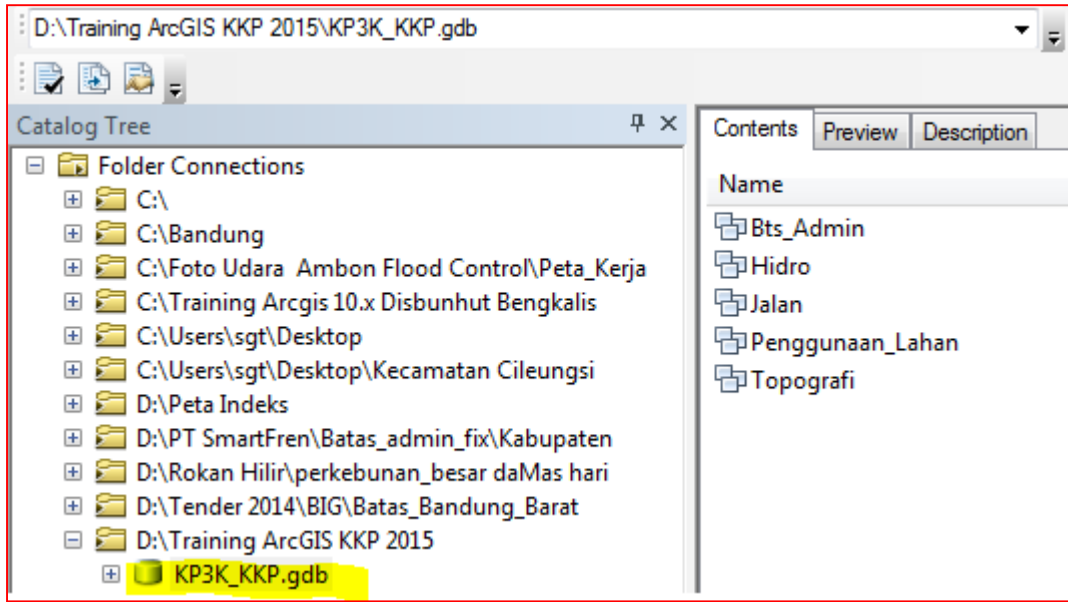 D:\Training ArcGIS KKP 2015\KP3K_KKP.gdb
Catalog Tree
Folder Connections
C:\
C:\Bandung
C:\Foto Udara  Ambon Flood Control\Peta_Kerja
C:\Training Arcgis 10.x Disbunhut Bengkalis
C:\Users\sgt\Desktop
C:\Users\sgt\Desktop\Kecamatan Cileungsi
D:\Peta Indeks
D:\PT SmartFren\Batas_admin_fix\Kabupaten
D:\Rokan Hilir\perkebunan_besar daMas hari
D:\Tender 2014\BIG\Batas_Bandung_Barat
D:\Training ArcGIS KKP 2015
KP3K_KKP.gdb
Contents Preview Description
Name
Bts_Admin
Hidro
Jalan
Penggunaan_Lahan
Topografi